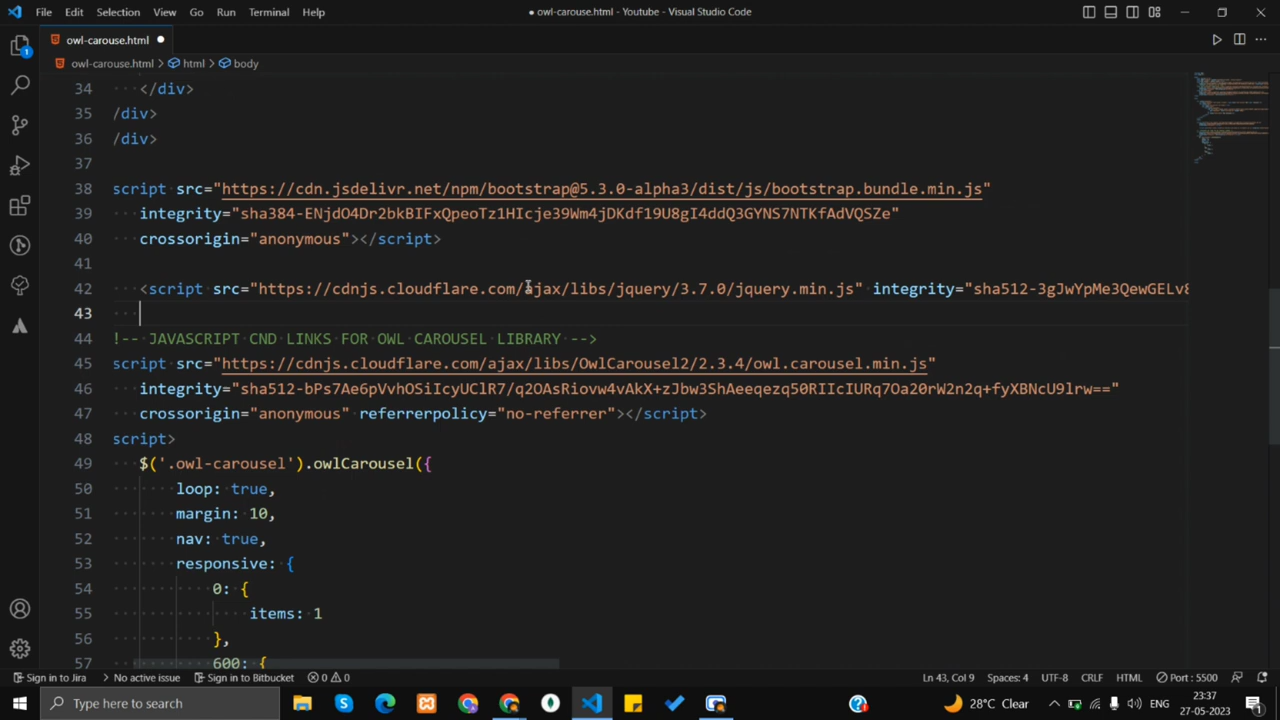 File Edit Selection View Go Run Terminal Help
● owl-carouse.html - Youtube - Visual Studio Code
owl-carouse.html ●
owl-carouse.html > html > body
34 </div>
35 /div>
36 /div>
37
38 script src="https://cdn.jsdelivr.net/npm/bootstrap@5.3.0-alpha3/dist/js/bootstrap.bundle.min.js"
39 integrity="sha384-ENjdO4Dr2bkBIFxQpeoTz1HIcje39Wm4jDKdf19U8gI4ddQ3GYNS7NTKfAdVQSZe"
40 crossorigin="anonymous"></script>
41
42 <script src="https://cdnjs.cloudflare.com/ajax/libs/jquery/3.7.0/jquery.min.js" integrity="sha512-3gJwYpMe3QewGELv8
43
44 !-- JAVASCRIPT CND LINKS FOR OWL CAROUSEL LIBRARY -->
45 script src="https://cdnjs.cloudflare.com/ajax/libs/OwlCarousel2/2.3.4/owl.carousel.min.js"
46 integrity="sha512-bPs7Ae6pVvhOSiIcyUClR7/q2OAsRiovw4vAkX+zJbw3ShAeeqezq50RIIcIURq7Oa20rW2n2q+fyXBNcU9lrw=="
47 crossorigin="anonymous" referrerpolicy="no-referrer"></script>
48 script>
49 $('.owl-carousel').owlCarousel({
50 loop: true,
51 margin: 10,
52 nav: true,
53 responsive: {
54 0: {
55 items: 1
56 },
57 600: {
1
Sign in to Jira No active issue Sign in to Bitbucket 0 0 Ln 43, Col 9 Spaces: 4 UTF-8 CRLF HTML Port : 5500
Type here to search
28°C Clear
ENG
23:37
27-05-2023
1